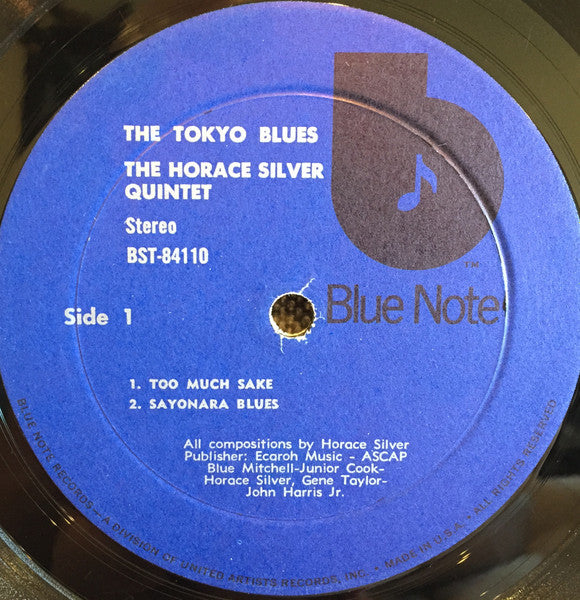 THE TOKYO BLUES
THE HORACE SILVER
QUINTET
Stereo
BST-84110
Side 1
Blue Note
1. TOO MUCH SAKE
2. SAYONARA BLUES
All compositions by Horace Silver
Publisher: Ecaroh Music - ASCAP
Blue Mitchell-Junior Cook-
Horace Silver, Gene Taylor-
John Harris Jr.
BLUE NOTE RECORDS - A DIVISION OF UNITED ARTISTS RECORDS, INC. • MADE IN U.S.A. • ALL RIGHTS RESERVED